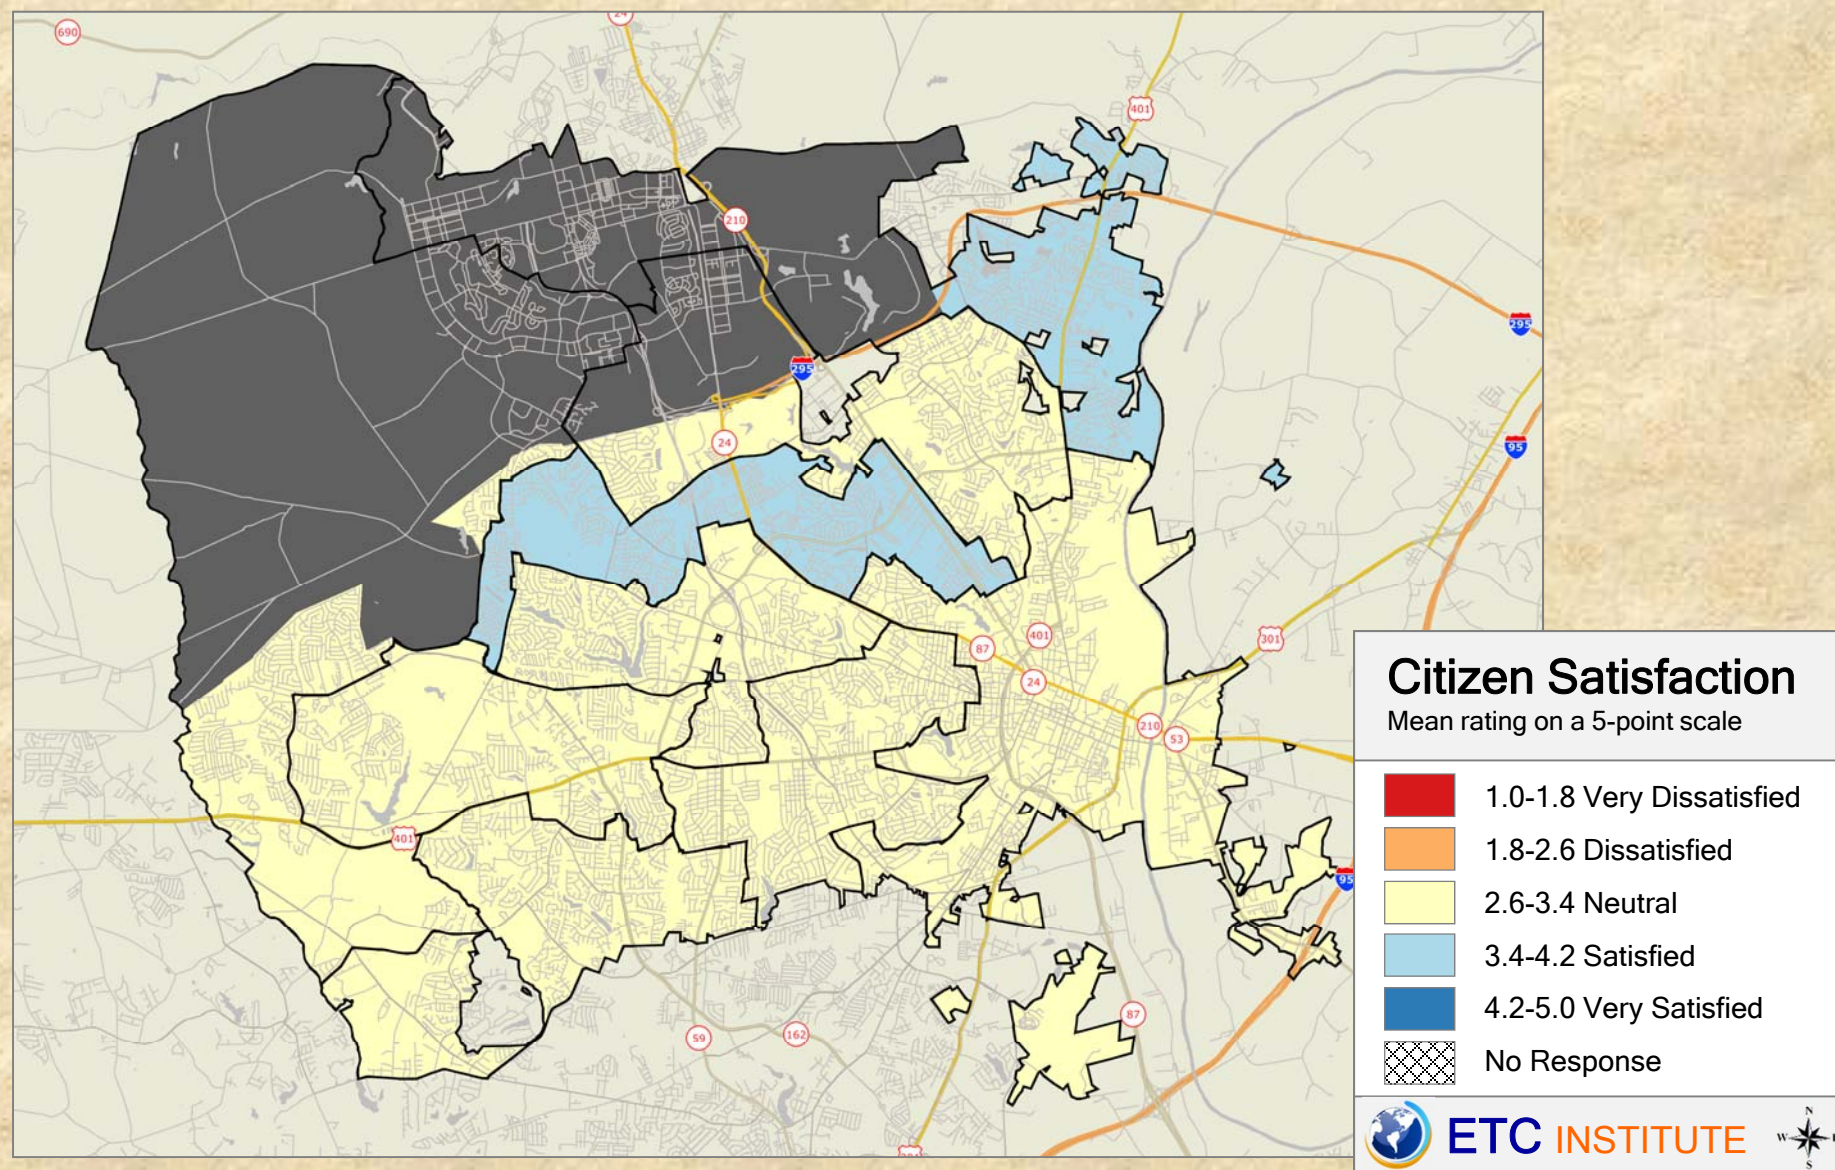 24
690
401
210
295
295
24
95
401
87
301
24
210
53
401
95
87
59
162
Citizen Satisfaction
Mean rating on a 5-point scale
1.0-1.8 Very Dissatisfied
1.8-2.6 Dissatisfied
2.6-3.4 Neutral
3.4-4.2 Satisfied
4.2-5.0 Very Satisfied
No Response
ETC INSTITUTE
N
W
S